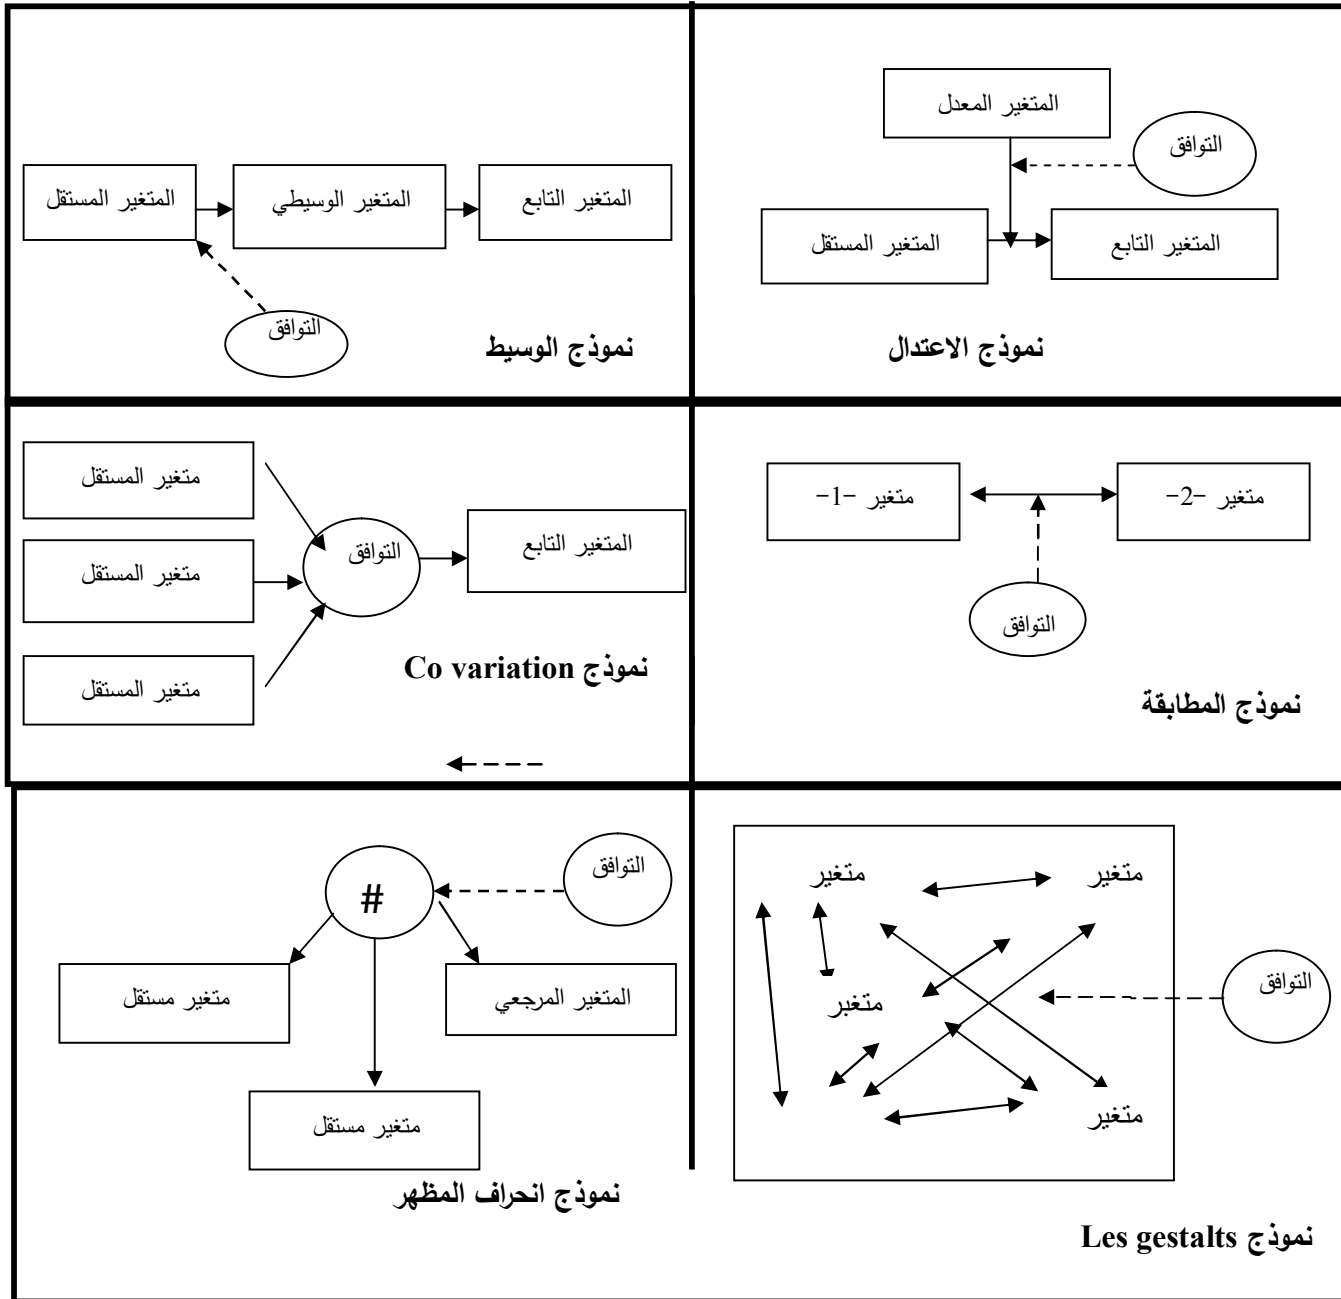 المتغير المعدل
التوافق
المتغير المستقل
المتغير التابع
نموذج الاعتدال
المتغير المستقل
المتغير الوسيطي
المتغير التابع
التوافق
نموذج الوسيط
متغير -1-
متغير -2-
التوافق
نموذج المطابقة
متغير المستقل
متغير المستقل
متغير المستقل
التوافق
المتغير التابع
نموذج Co variation
متغير
متغير
متغبر
متغير
التوافق
نموذج Les gestalts
#
التوافق
متغير مستقل
المتغير المرجعي
متغير مستقل
نموذج انحراف المظهر